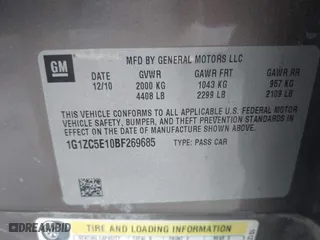 GM
MFD BY GENERAL MOTORS LLC
DATE GVWR GAWR FRT GAWR RR
12/10 2000 KG 1043 KG 957 KG
4408 LB 2299 LB 2109 LB
THIS VEHICLE CONFORMS TO ALL APPLICABLE U.S. FEDERAL MOTOR
VEHICLE SAFETY, BUMPER, AND THEFT PREVENTION STANDARDS IN EFFECT ON
THE DATE OF MANUFACTURE SHOWN ABOVE.
1G1ZC5E10BF269685 TYPE: PASS CAR
TIRE AND LOADING INFORMATION
SEATING CAPACITY TOTAL